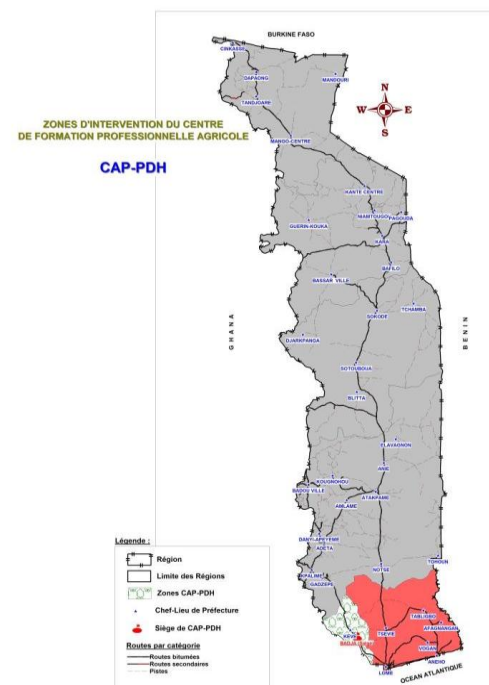 BURKINE FASO
CINKASSE
DAPAONG
MANDOURI
TANDJOARE
N
W
E
S
ZONES D'INTERVENTION DU CENTRE
DE FORMATION PROFESSIONNELLE AGRICOLE
MANGO-CENTRE
CAP-PDH
KANTE CENTRE
NIAMTOUGOU
PAGOUDA
GUERIN-KOUKA
KARA
BAFILO
BASSAR VILLE
TCHAMBA
SOKODE
GHANA
BENIN
DJARKPANGA
SOTOUBOUA
BLITTA
ELAVAGNON
ANIE
KOUGNOHOU
BADOU VILLE
ATAKPAME
AMLAME
DANYI-APEYEME
ADETA
Légende :
Région
Limite des Régions
Zones CAP-PDH
Chef-Lieu de Préfecture
Siège de CAP-PDH
Routes par catégorie
Routes bitumées
Routes secondaires
Pistes
TOHOUN
NOTSE
KPALIME
GADZEPE
TABLIGBO
AFAGNANGAN
KEVE
TSEVIE
VOGAN
ANEHO
LOME
OCEAN ATLANTIQUE